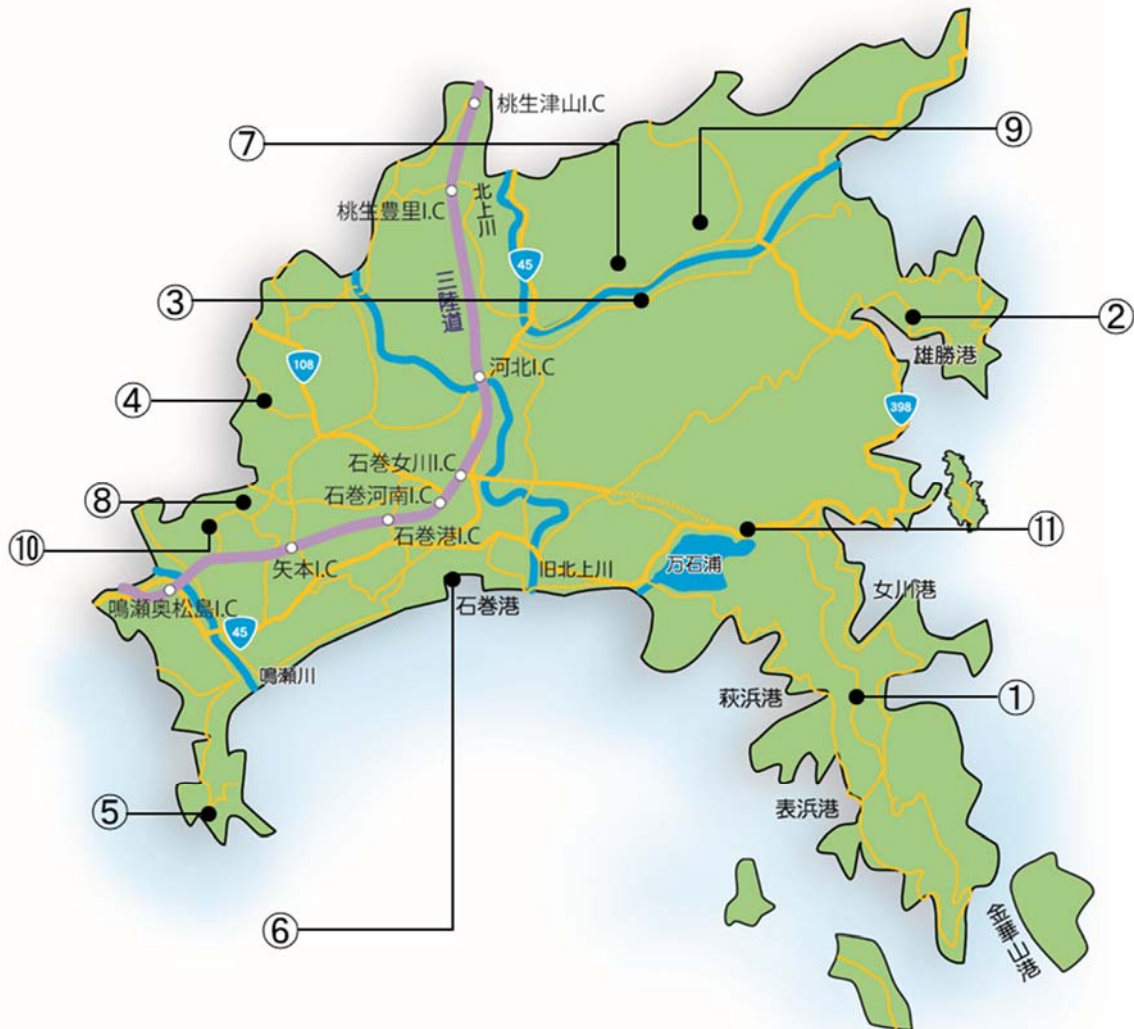 桃生津山I.C
⑦
⑨
桃生豊里I.C
北上川
45
三陸道
③
②
雄勝港
108
河北I.C
④
398
石巻女川I.C
⑧
石巻河南I.C
石巻港I.C
⑩
⑪
矢本I.C
旧北上川
万石浦
鳴瀬奥松島I.C
石巻港
女川港
45
鳴瀬川
萩浜港
①
⑤
表浜港
⑥
金華山港